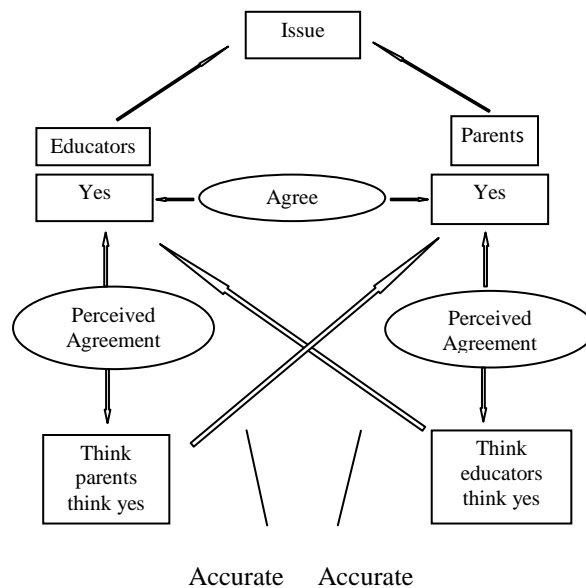 Issue
Educators
Parents
Yes
Agree
Yes
Perceived
Agreement
Perceived
Agreement
Think
parents
think yes
Think
educators
think yes
Accurate
Accurate